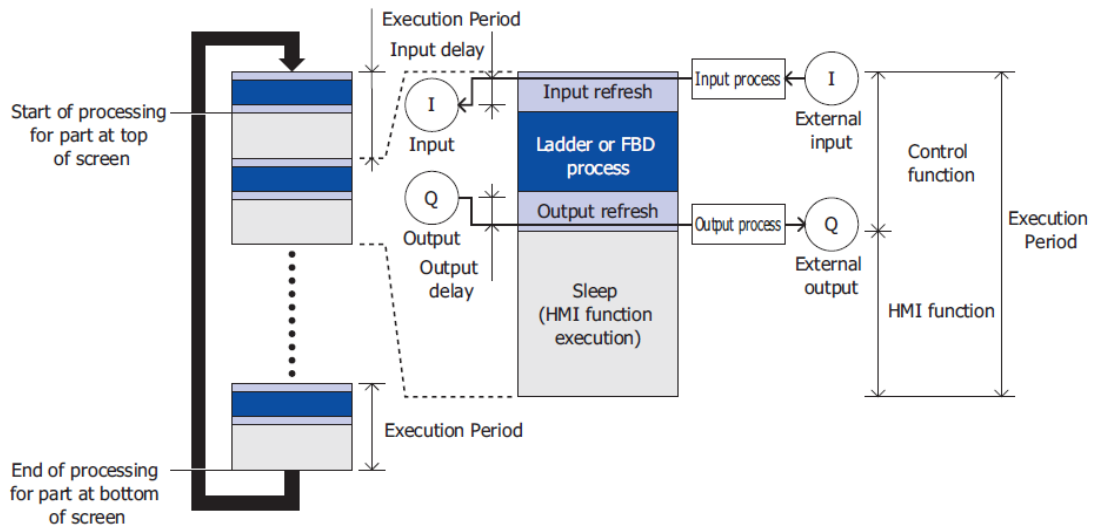 Execution Period
Input delay
Start of processing
for part at top
of screen
I
Input
Q
Output
Output
delay
Input refresh
Ladder or FBD
process
Output refresh
Sleep
(HMI function
execution)
Input process
I
External
input
Output process
Q
External
output
Control
function
HMI function
Execution
Period
Execution Period
End of processing
for part at bottom
of screen